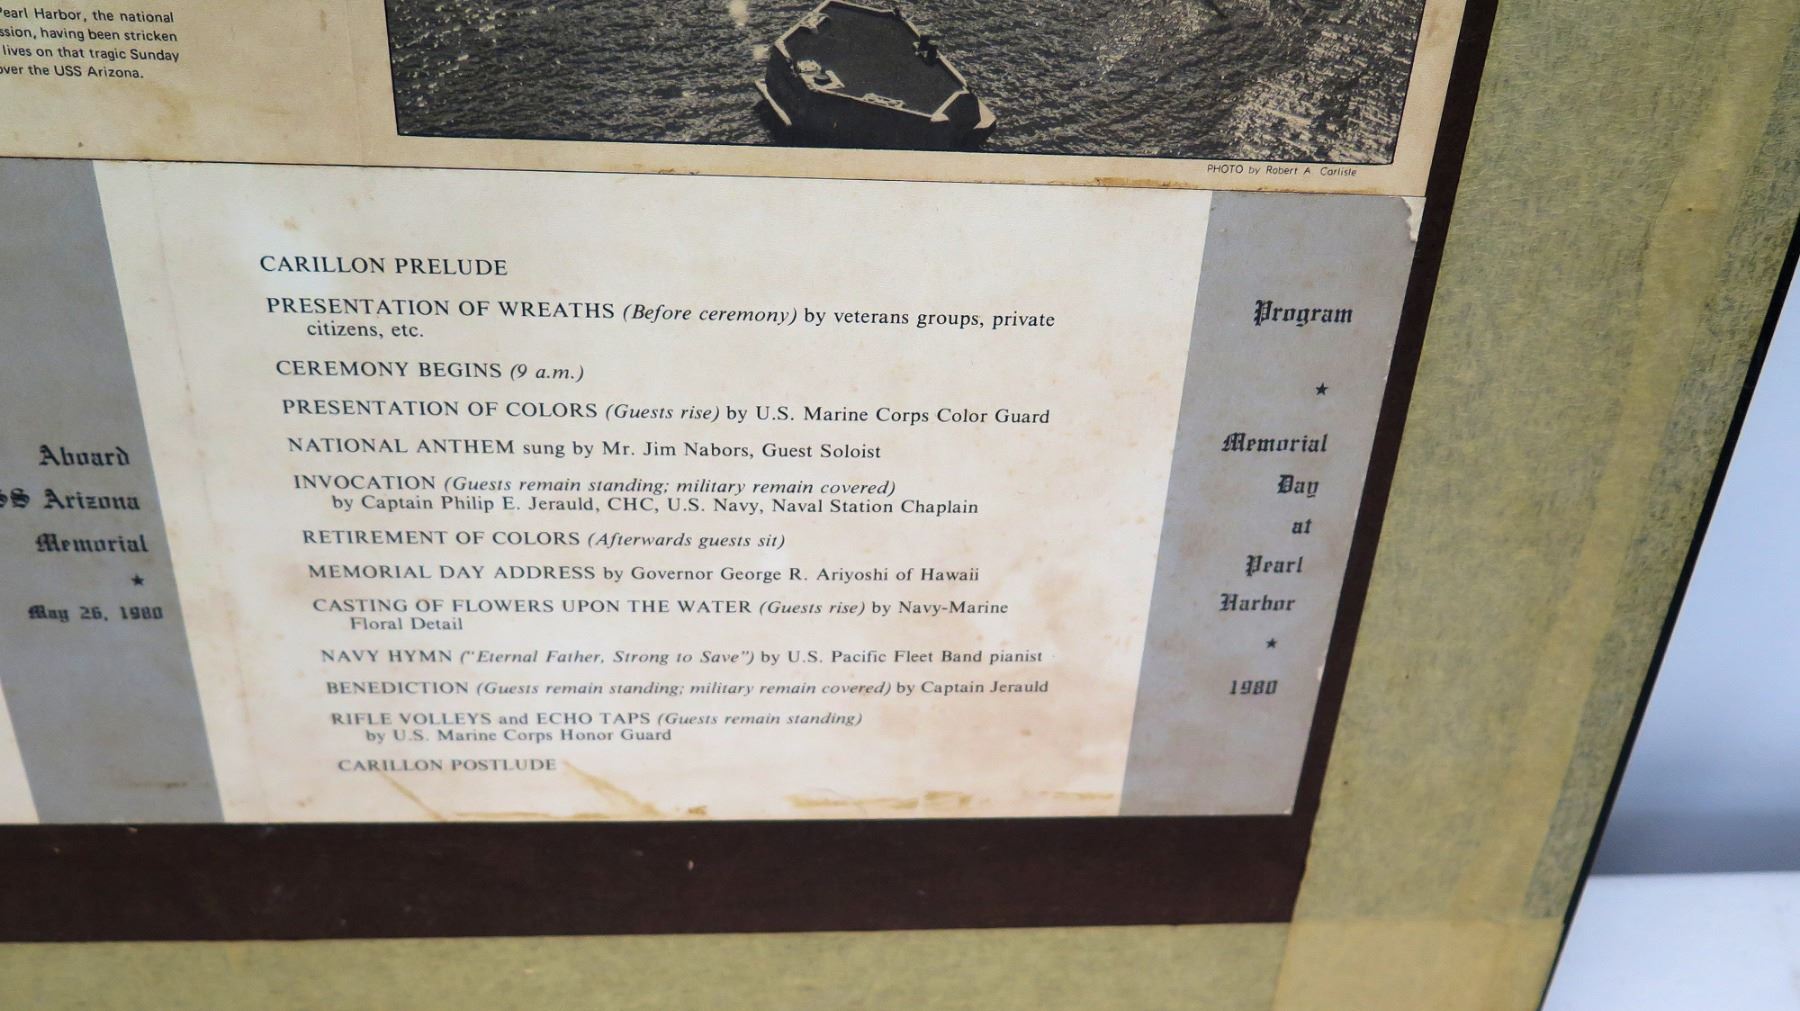 Pearl Harbor, the national
ssion, having been stricken
lives on that tragic Sunday
over the USS Arizona.
PHOTO by Robert A. Carlisle
CARILLON PRELUDE
PRESENTATION OF WREATHS (Before ceremony) by veterans groups, private
citizens, etc.
CEREMONY BEGINS (9 a.m.)
PRESENTATION OF COLORS (Guests rise) by U.S. Marine Corps Color Guard
NATIONAL ANTHEM sung by Mr. Jim Nabors, Guest Soloist
INVOCATION (Guests remain standing; military remain covered)
by Captain Philip E. Jerauld, CHC, U.S. Navy, Naval Station Chaplain
RETIREMENT OF COLORS (Afterwards guests sit)
MEMORIAL DAY ADDRESS by Governor George R. Ariyoshi of Hawaii
CASTING OF FLOWERS UPON THE WATER (Guests rise) by Navy-Marine
Floral Detail
NAVY HYMN ("Eternal Father, Strong to Save") by U.S. Pacific Fleet Band pianist
BENEDICTION (Guests remain standing; military remain covered) by Captain Jerauld
RIFLE VOLLEYS and ECHO TAPS (Guests remain standing)
by U.S. Marine Corps Honor Guard
CARILLON POSTLUDE
Aboard
SS Arizona
Memorial
★
May 26, 1980
Program
★
Memorial
Day
at
Pearl
Harbor
★
1980